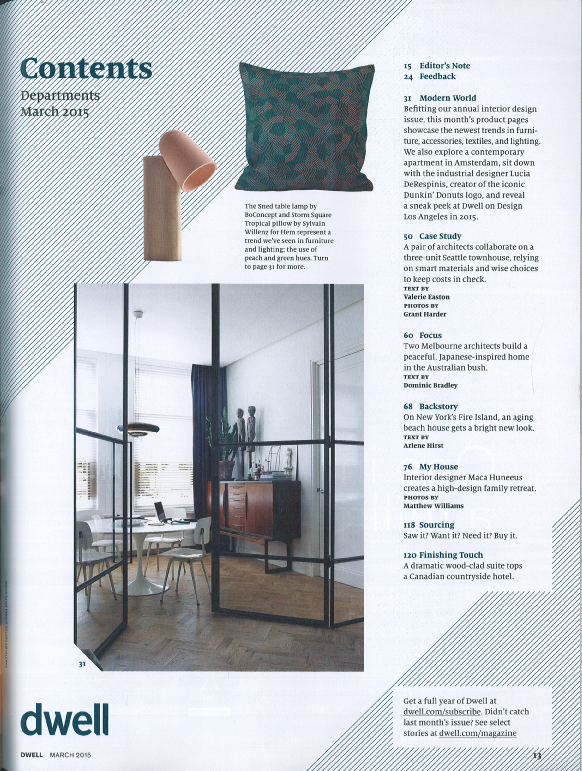 Contents
Departments
March 2015
The Sned table lamp by
BoConcept and Storm Square
Tropical pillow by Sylvain
Willenz for Hem represent a
trend we've seen in furniture
and lighting: the use of
peach and green hues. Turn
to page 31 for more.
31
15 Editor's Note
24 Feedback
31 Modern World
Befitting our annual interior design
issue, this month's product pages
showcase the newest trends in furni-
ture, accessories, textiles, and lighting.
We also explore a contemporary
apartment in Amsterdam, sit down
with the industrial designer Lucia
DeRespinis, creator of the iconic
Dunkin' Donuts logo, and reveal
a sneak peek at Dwell on Design
Los Angeles in 2015.
50 Case Study
A pair of architects collaborate on a
three-unit Seattle townhouse, relying
on smart materials and wise choices
to keep costs in check.
TEXT BY
Valerie Easton
PHOTOS BY
Grant Harder
60 Focus
Two Melbourne architects build a
peaceful, Japanese-inspired home
in the Australian bush.
TEXT BY
Dominic Bradley
68 Backstory
On New York's Fire Island, an aging
beach house gets a bright new look.
TEXT BY
Arlene Hirst
76 My House
Interior designer Maca Huneeus
creates a high-design family retreat.
PHOTOS BY
Matthew Williams
118 Sourcing
Saw it? Want it? Need it? Buy it.
120 Finishing Touch
A dramatic wood-clad suite tops
a Canadian countryside hotel.
Get a full year of Dwell at
dwell.com/subscribe. Didn't catch
last month's issue? See select
stories at dwell.com/magazine
dwell
DWELL MARCH 2015
13